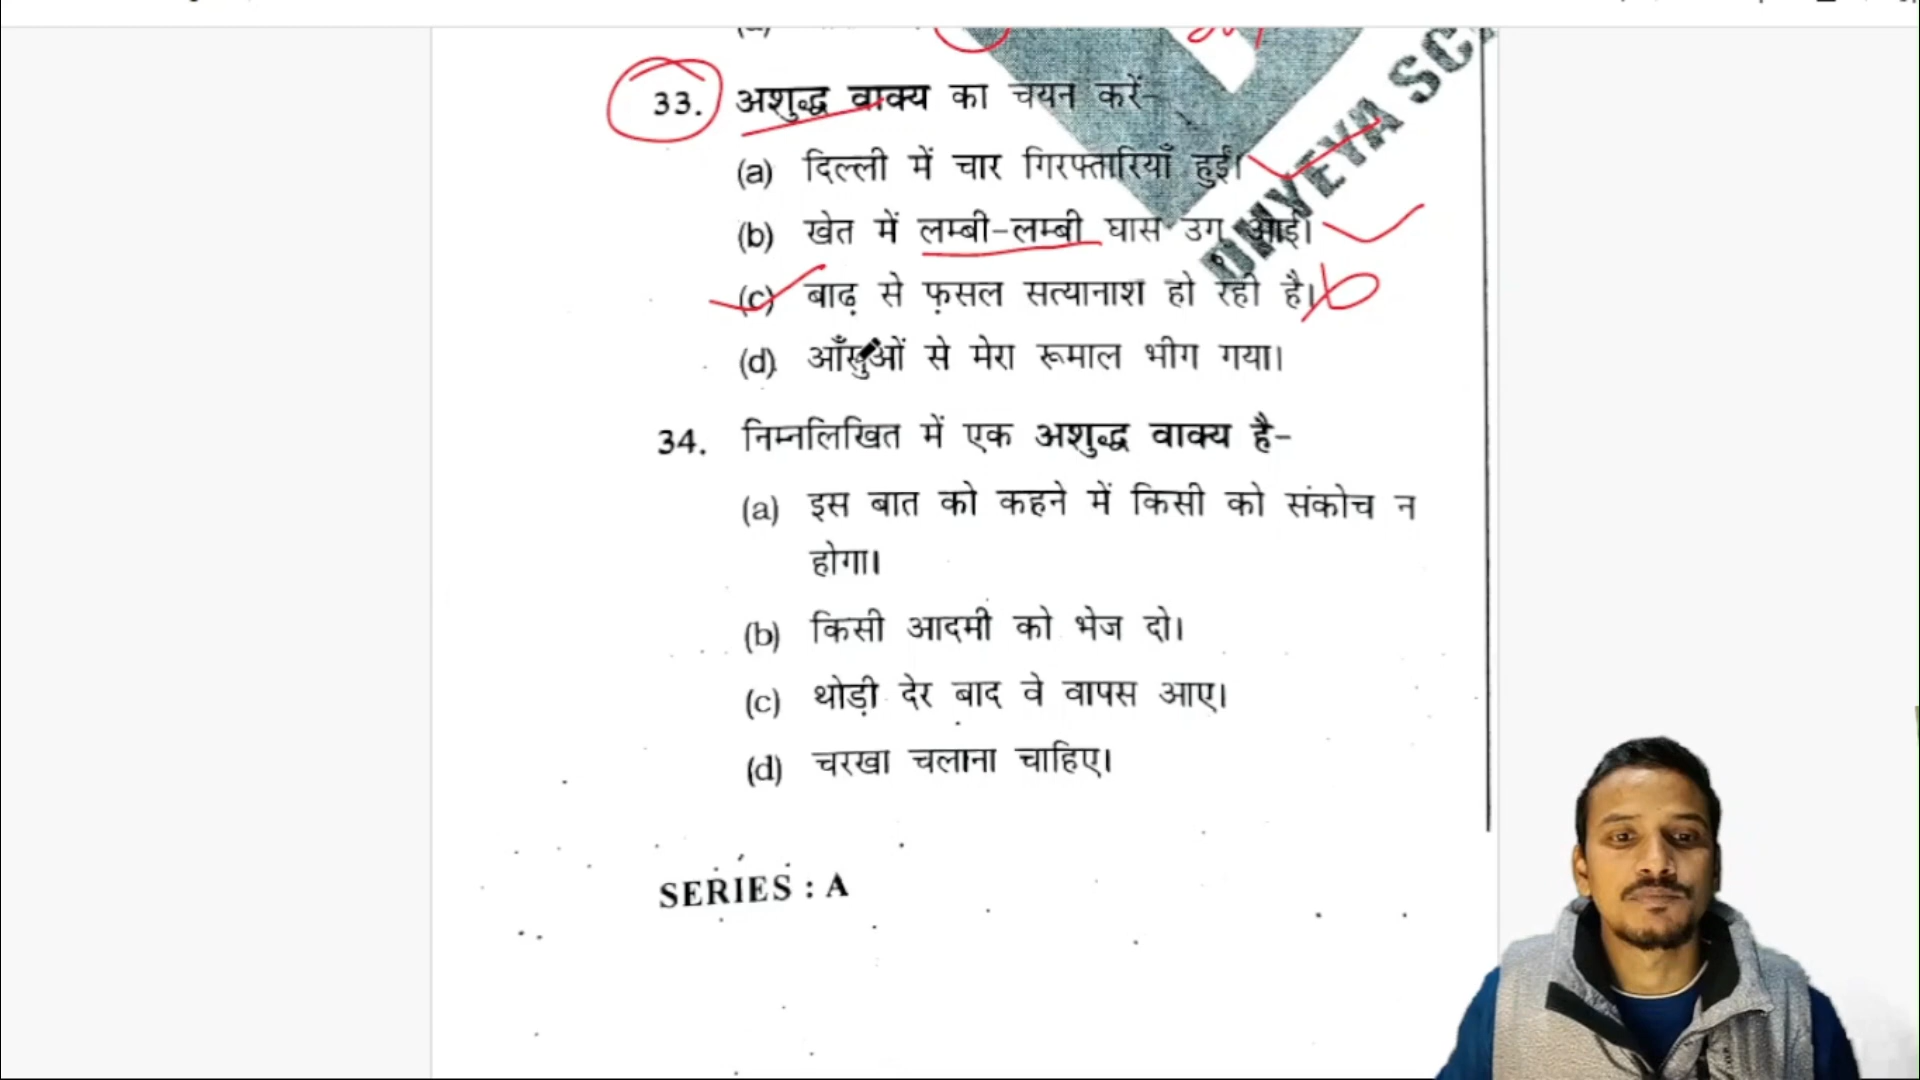 33. अशुद्ध वाक्य का चयन करें-
(a) दिल्ली में चार गिरफ्तारियाँ हुईं।
(b) खेत में लम्बी-लम्बी घास उग आई।
(c) बाढ़ से फ़सल सत्यानाश हो रही है।
(d) आँसुओं से मेरा रूमाल भीग गया।
34. निम्नलिखित में एक अशुद्ध वाक्य है-
(a) इस बात को कहने में किसी को संकोच न
होगा।
(b) किसी आदमी को भेज दो।
(c) थोड़ी देर बाद वे वापस आए।
(d) चरखा चलाना चाहिए।
SERIES : A
DHYEYA